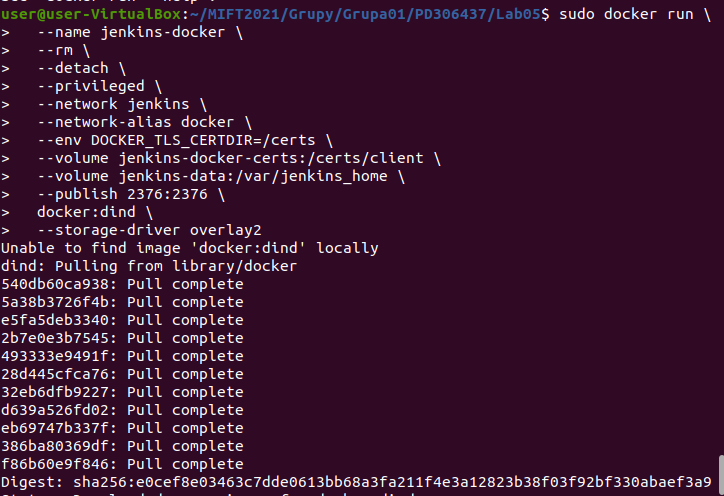 user@user-VirtualBox:~/MIFT2021/Grupy/Grupa01/PD306437/Lab05$ sudo docker run \
>   --name jenkins-docker \
>   --rm \
>   --detach \
>   --privileged \
>   --network jenkins \
>   --network-alias docker \
>   --env DOCKER_TLS_CERTDIR=/certs \
>   --volume jenkins-docker-certs:/certs/client \
>   --volume jenkins-data:/var/jenkins_home \
>   --publish 2376:2376 \
>   docker:dind \
>   --storage-driver overlay2
Unable to find image 'docker:dind' locally
dind: Pulling from library/docker
540db60ca938: Pull complete
5a38b3726f4b: Pull complete
e5fa5deb3340: Pull complete
2b7e0e3b7545: Pull complete
493333e9491f: Pull complete
28d445cfca76: Pull complete
32eb6dfb9227: Pull complete
d639a526fd02: Pull complete
eb69747b337f: Pull complete
386ba80369df: Pull complete
f86b60e9f846: Pull complete
Digest: sha256:e0cef8e03463c7dde0613bb68a3fa211f4e3a12823b38f03f92bf330abaef3a9